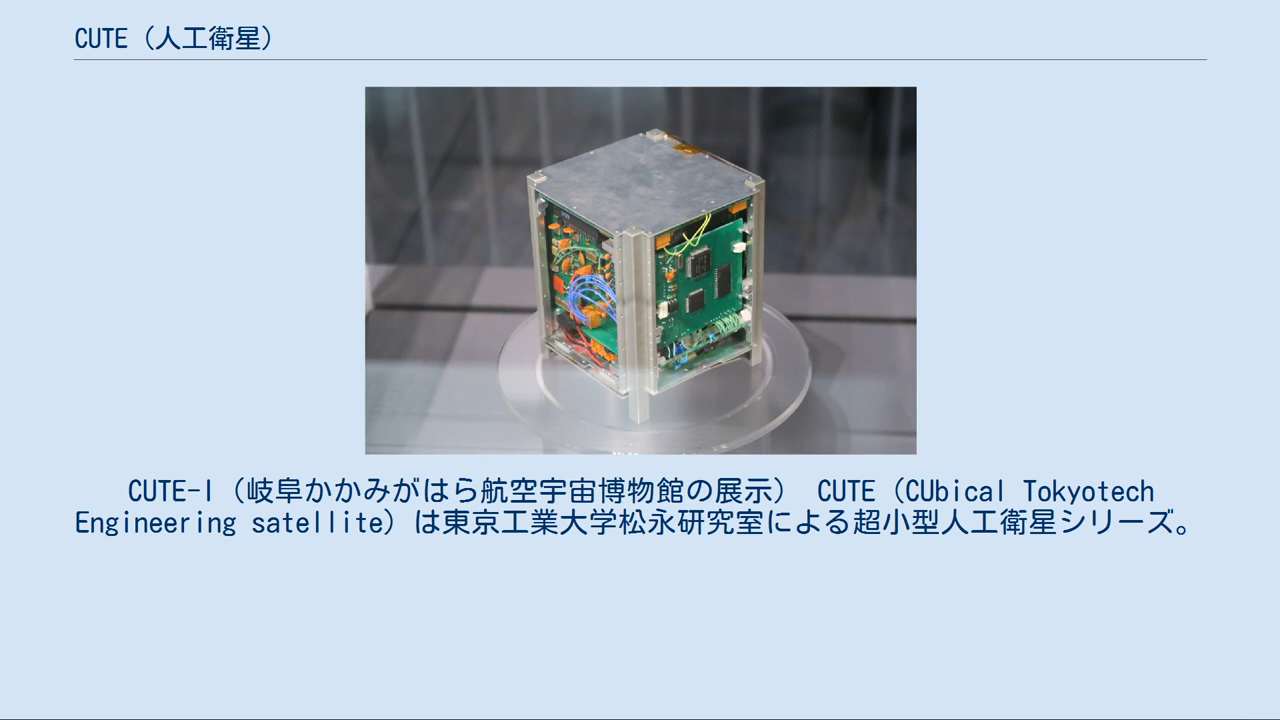 CUTE（人工衛星）
CUTE-I（岐阜かかみがはら航空宇宙博物館の展示） CUTE（CUbical Tokyotech
Engineering satellite）は東京工業大学松永研究室による超小型人工衛星シリーズ。